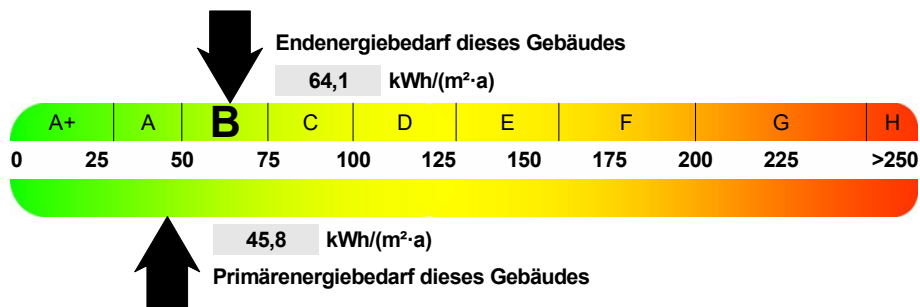 Endenergiebedarf dieses Gebäudes
64,1 kWh/(m²·a)
A+ A B C D E F G H
0 25 50 75 100 125 150 175 200 225 >250
45,8 kWh/(m²·a)
Primärenergiebedarf dieses Gebäudes